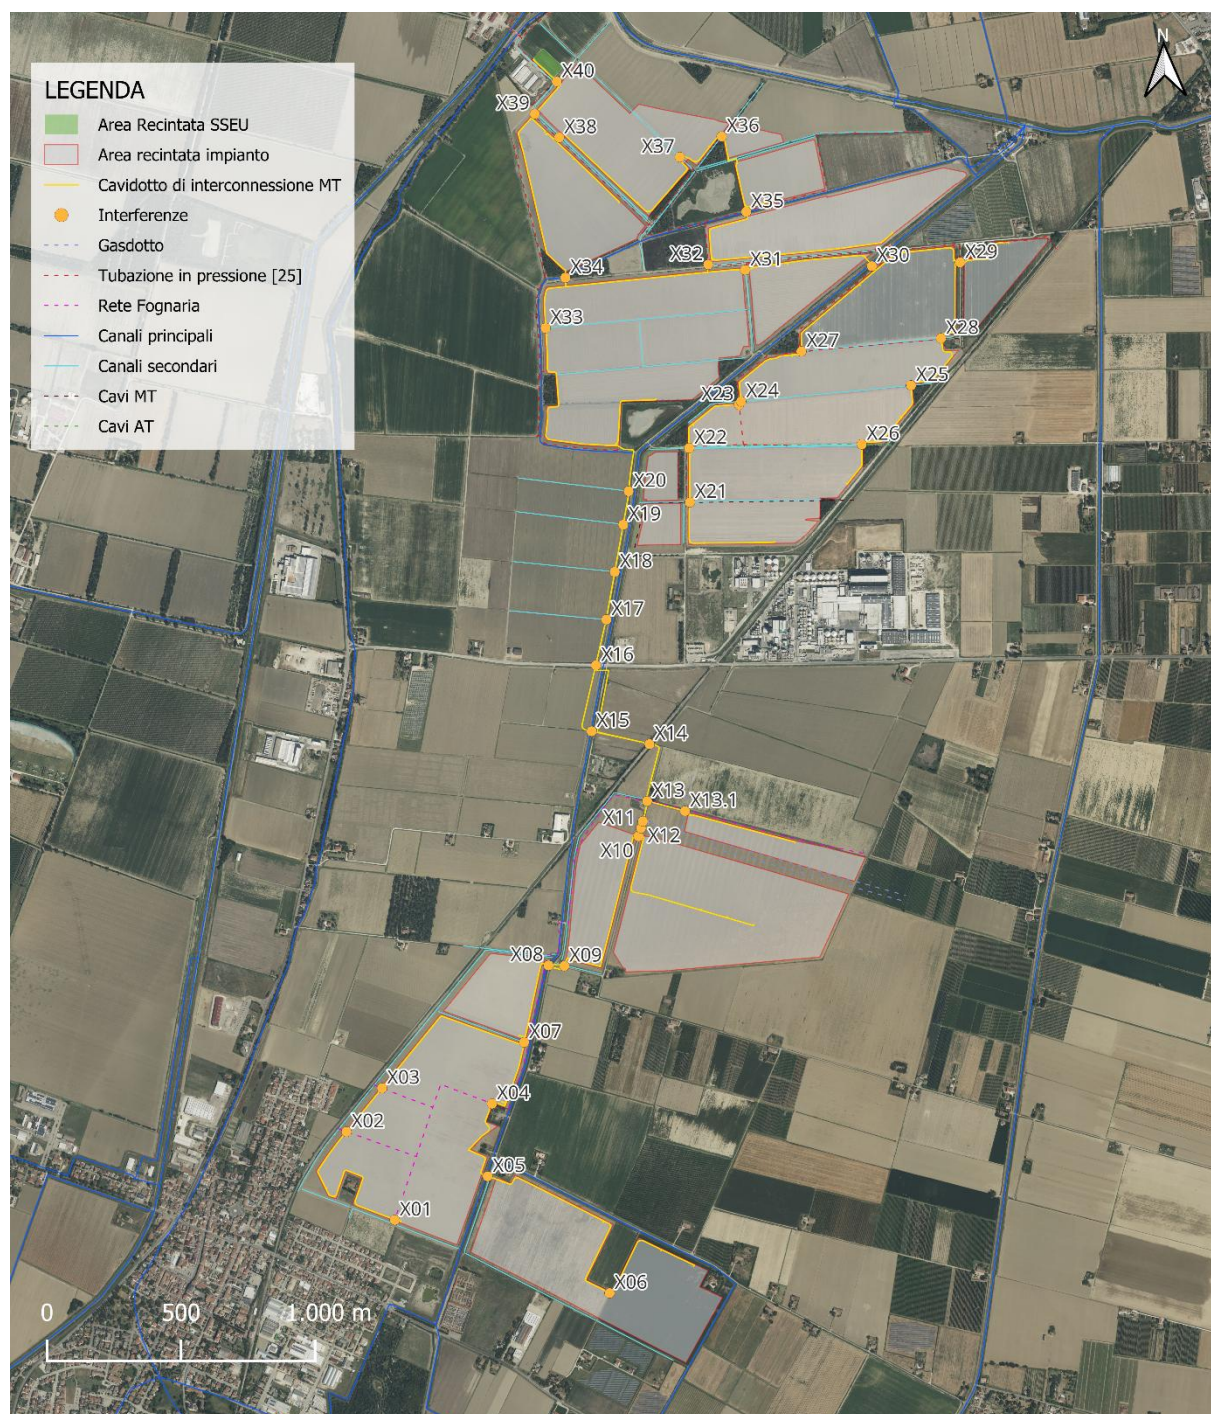 N
LEGENDA
Area Recintata SSEU
Area recintata impianto
Cavidotto di interconnessione MT
Interferenze
Gasdotto
Tubazione in pressione [25]
Rete Fognaria
Canali principali
Canali secondari
Cavi MT
Cavi AT
X40
X39
X38
X37
X36
X35
X34
X32
X31
X30
X29
X33
X27
X28
X23
X24
X25
X22
X26
X20
X21
X19
X18
X17
X16
X15
X14
X13
X13.1
X11
X12
X10
X08
X09
X07
X03
X04
X02
X05
X01
X06
0 500 1.000 m